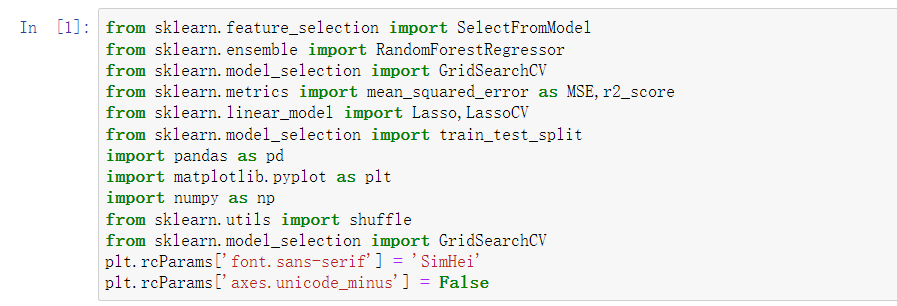 In [1]:
from sklearn.feature_selection import SelectFromModel
from sklearn.ensemble import RandomForestRegressor
from sklearn.model_selection import GridSearchCV
from sklearn.metrics import mean_squared_error as MSE,r2_score
from sklearn.linear_model import Lasso,LassoCV
from sklearn.model_selection import train_test_split
import pandas as pd
import matplotlib.pyplot as plt
import numpy as np
from sklearn.utils import shuffle
from sklearn.model_selection import GridSearchCV
plt.rcParams['font.sans-serif'] = 'SimHei'
plt.rcParams['axes.unicode_minus'] = False